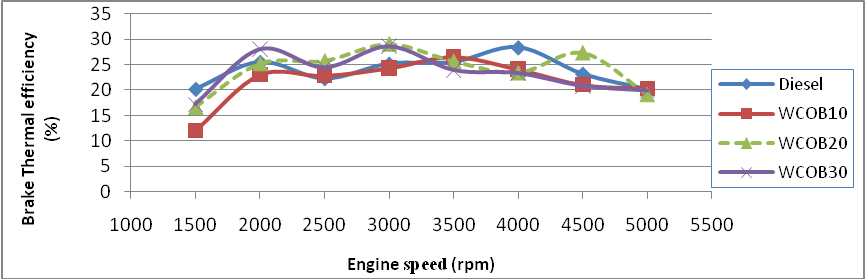 35
30
25
20
15
10
5
0
Brake Thermal efficiency
(%)
1000 1500 2000 2500 3000 3500 4000 4500 5000 5500
Engine speed (rpm)
Diesel
WCOB10
WCOB20
WCOB30